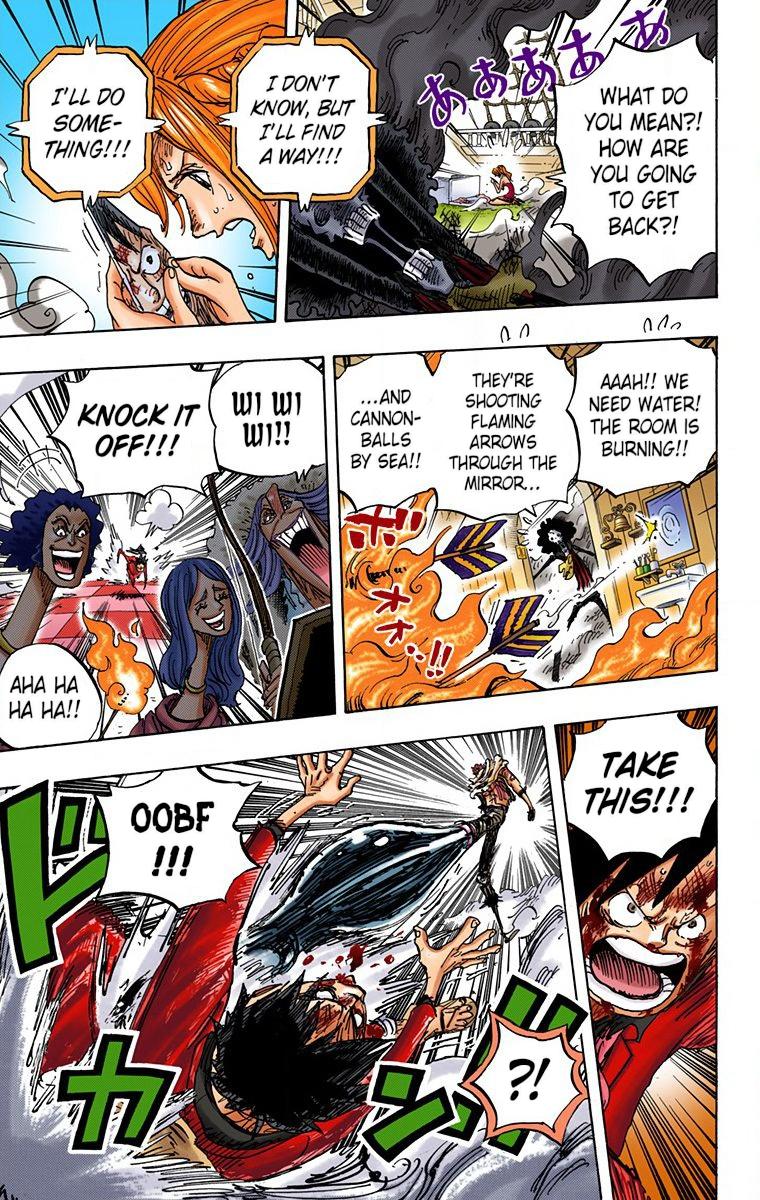 WHAT DO
YOU MEAN?!
HOW ARE
YOU GOING
TO GET
BACK?!
あぁあぁあぁ
I DON'T
KNOW, BUT
I'LL FIND
A WAY!!!
I'LL DO
SOME-
THING!!!
AAAH!! WE
NEED WATER!
THE ROOM IS
BURNING!!
THEY'RE
SHOOTING
FLAMING
ARROWS
THROUGH THE
MIRROR...
...AND
CANNON-
BALLS
BY SEA!!
ボオオ...!!
WI WI
WI!!
KNOCK IT
OFF!!!
AHA HA
HA HA!!
TAKE
THIS!!!
OOBF
!!!
?!
ドカン